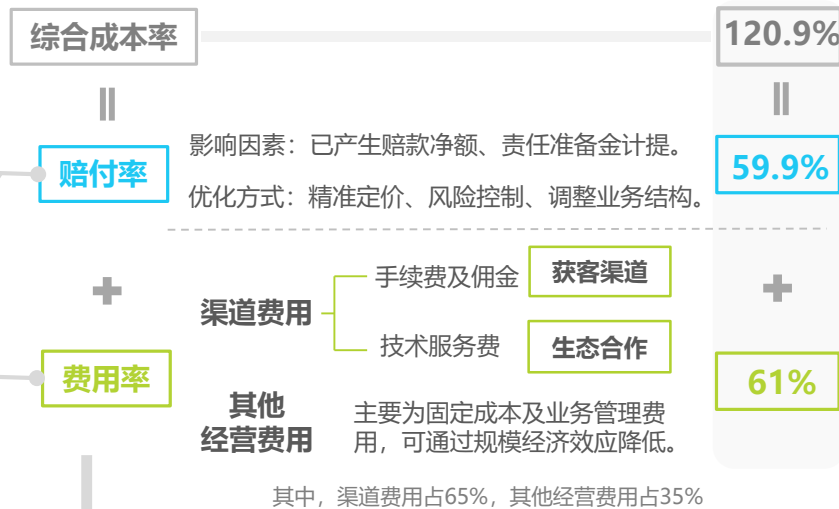 综合成本率
120.9%
影响因素：已产生赔款净额、责任准备金计提。
赔付率
59.9%
优化方式：精准定价、风险控制、调整业务结构。
手续费及佣金
获客渠道
渠道费用
技术服务费
生态合作
费用率
61%
其他
经营费用
主要为固定成本及业务管理费
用，可通过规模经济效应降低。
其中，渠道费用占65%，其他经营费用占35%